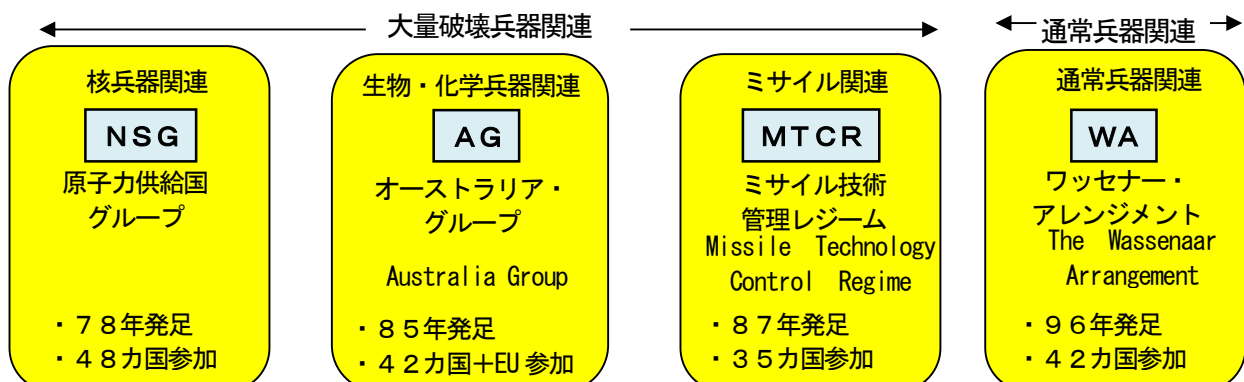 大量破壊兵器関連
通常兵器関連
核兵器関連
NSG
原子力供給国
グループ
・７８年発足
・４８カ国参加
生物・化学兵器関連
AG
オーストラリア・
グループ
Australia Group
・８５年発足
・４２カ国＋EU 参加
ミサイル関連
MTCR
ミサイル技術
管理レジーム
Missile Technology
Control Regime
・８７年発足
・３５カ国参加
通常兵器関連
WA
ワッセナー・
アレンジメント
The Wassenaar
Arrangement
・９６年発足
・４２カ国参加